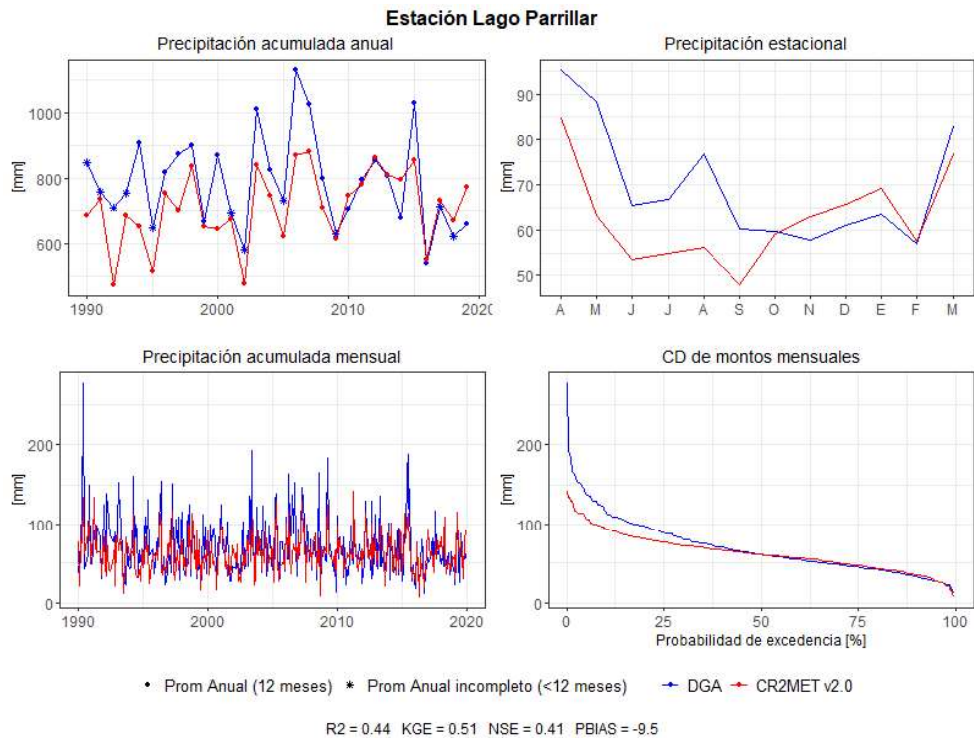 Estación Lago Parrillar
Precipitación acumulada anual
Precipitación estacional
[mm]
1000
800
600
1990
2000
2010
202
[mm]
90
80
70
60
50
A M J J A S O N D E F M
Precipitación acumulada mensual
CD de montos mensuales
[mm]
200
100
0
1990
2000
2010
2020
[mm]
200
100
0
0
25
50
75
100
Probabilidad de excedencia [%]
Prom Anual (12 meses) Prom Anual incompleto (<12 meses) DGA CR2MET v2.0
R2 = 0.44 KGE = 0.51 NSE = 0.41 PBIAS = -9.5